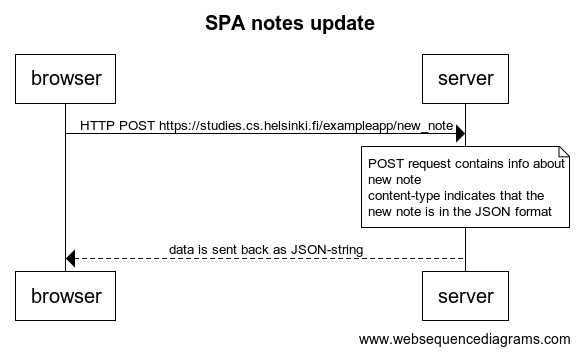 SPA notes update
browser
server
HTTP POST https://studies.cs.helsinki.fi/exampleapp/new_note
POST request contains info about
new note
content-type indicates that the
new note is in the JSON format
data is sent back as JSON-string
browser
server
www.websequencediagrams.com